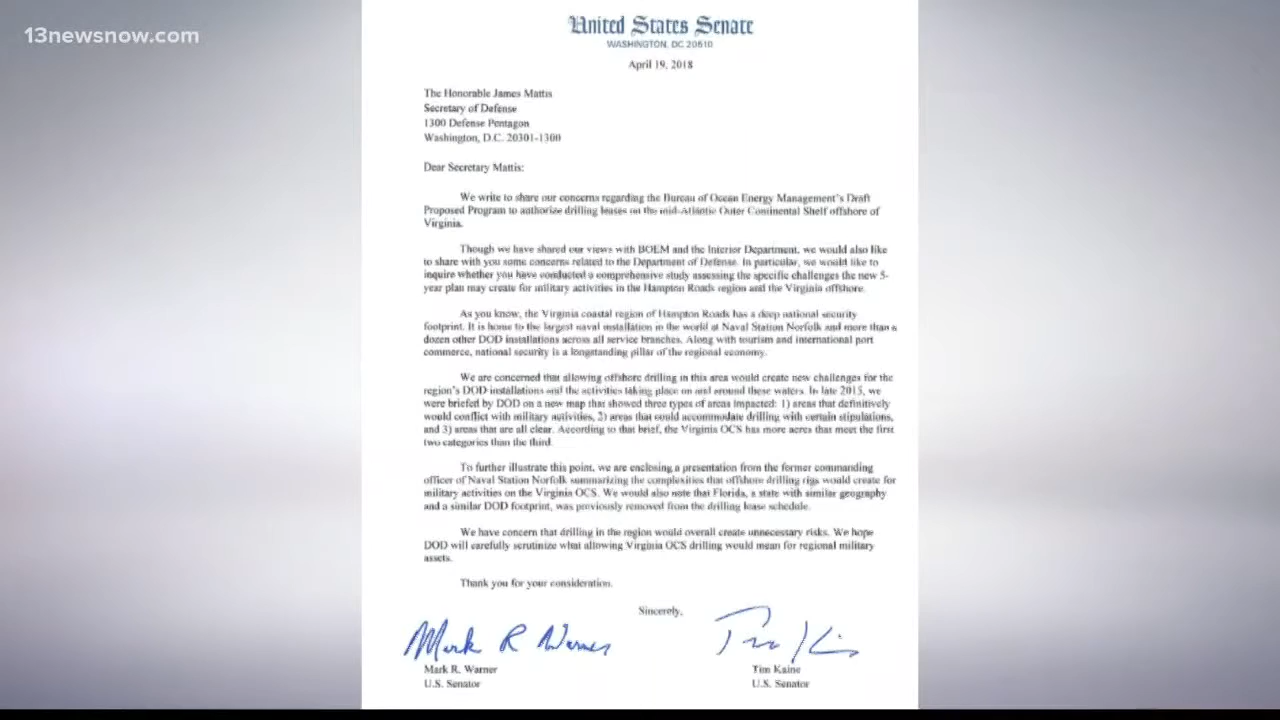 13newsnow.com
United States Senate
WASHINGTON, DC 20510
April 19, 2018
The Honorable James Mattis
Secretary of Defense
1300 Defense Pentagon
Washington, D.C. 20301-1300
Dear Secretary Mattis:
We write to share our concerns regarding the Bureau of Ocean Energy Management's Draft
Proposed Program to authorize drilling leases on the mid-Atlantic Outer Continental Shelf offshore of
Virginia.
Though we have shared our views with BOEM and the Interior Department, we would also like
to share with you some concerns related to the Department of Defense. In particular, we would like to
inquire whether you have conducted a comprehensive study assessing the specific challenges the new 5-
year plan may create for military activities in the Hampton Roads region and the Virginia offshore.
As you know, the Virginia coastal region of Hampton Roads has a deep national security
footprint. It is home to the largest naval installation in the world at Naval Station Norfolk and more than a
dozen other DOD installations across all service branches. Along with tourism and international port
commerce, national security is a longstanding pillar of the regional economy.
We are concerned that allowing offshore drilling in this area would create new challenges for the
region's DOD installations and the activities taking place on and around these waters. In late 2015, we
were briefed by DOD on a new map that showed three types of areas impacted: 1) areas that definitively
would conflict with military activities, 2) areas that could accommodate drilling with certain stipulations,
and 3) areas that are all clear. According to that brief, the Virginia OCS has more acres that meet the first
two categories than the third.
To further illustrate this point, we are enclosing a presentation from the former commanding
officer of Naval Station Norfolk summarizing the complexities that offshore drilling rigs would create for
military activities on the Virginia OCS. We would also note that Florida, a state with similar geography
and a similar DOD footprint, was previously removed from the drilling lease schedule.
We have concern that drilling in the region would overall create unnecessary risks. We hope
DOD will carefully scrutinize what allowing Virginia OCS drilling would mean for regional military
assets.
Thank you for your consideration.
Sincerely,
Mark R Warner
Tim Kaine
Mark R. Warner
Tim Kaine
U.S. Senator
U.S. Senator